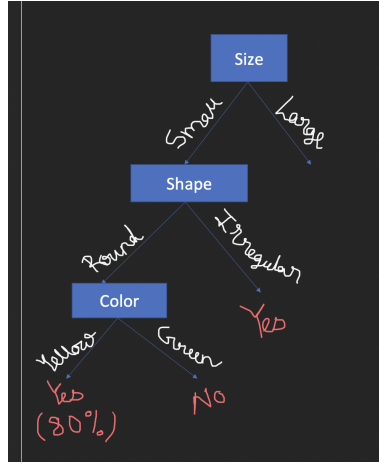 Size
Small
Large
Shape
Round
Irregular
Color
Yes
Yellow
Green
Yes
(80%)
No